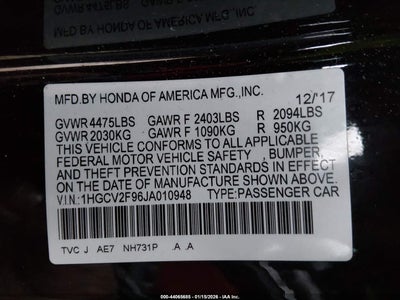 MFD.BY HONDA OF AMERICA MFG.,INC. 12/'17
GVWR 4475LBS GAWR F 2403LBS R 2094LBS
GVWR 2030KG GAWR F 1090KG R 950KG
THIS VEHICLE CONFORMS TO ALL APPLICABLE
FEDERAL MOTOR VEHICLE SAFETY , BUMPER ,
AND THEFT PREVENTION STANDARDS IN EFFECT
ON THE DATE OF MANUFACTURE SHOWN ABOVE.
V.I.N:1HGCV2F96JA010948 TYPE:PASSENGER CAR
TVC J AE7 NH731P .A .A
000-44065685 - 01/15/2026 - IAA Inc.